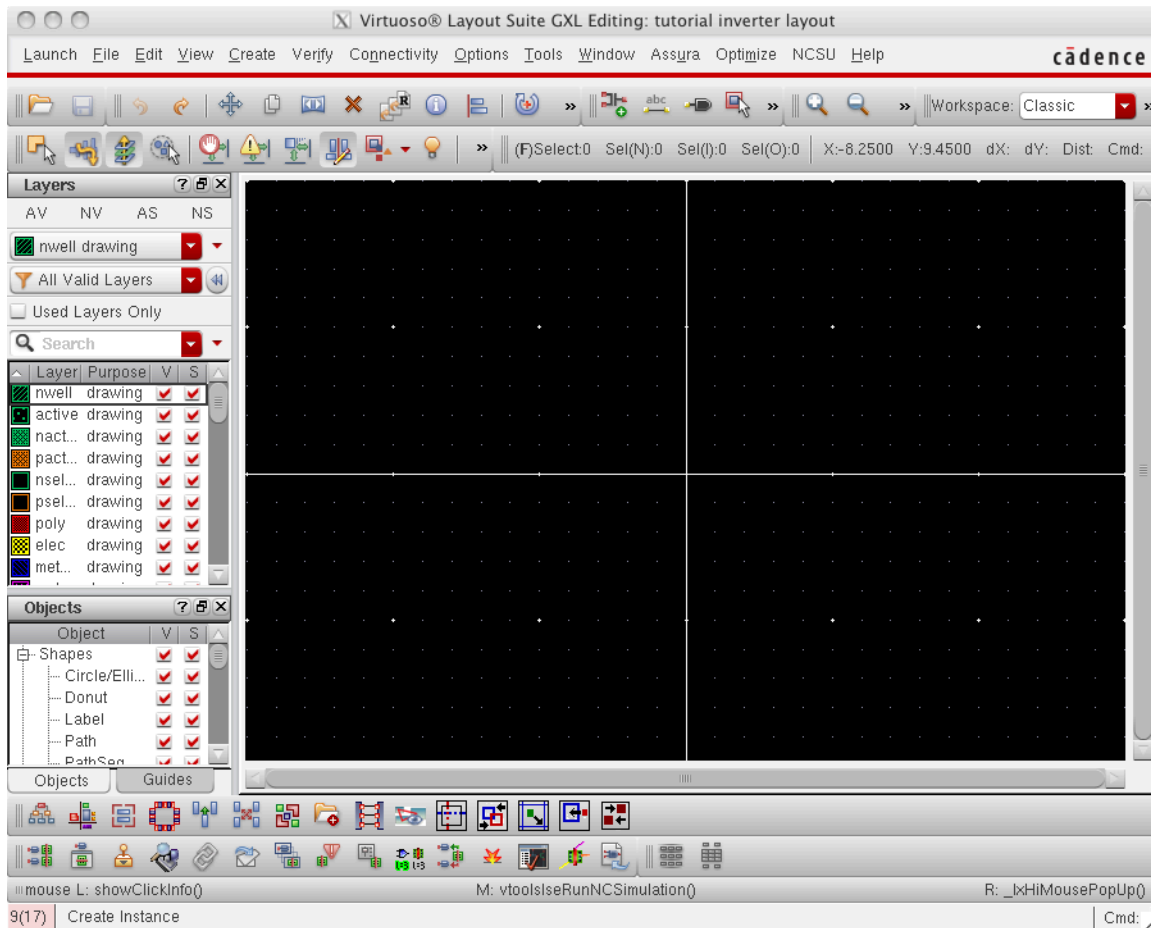 Virtuoso® Layout Suite GXL Editing: tutorial inverter layout
Launch File Edit View Create Verify Connectivity Options Tools Window Assura Optimize NCSU Help cādence
R abc » Workspace: Classic »
» (F)Select:0 Sel(N):0 Sel(I):0 Sel(O):0 X:-8.2500 Y:9.4500 dX: dY: Dist: Cmd:
Layers ?
AV NV AS NS
nwell drawing
All Valid Layers
Used Layers Only
Search
Layer Purpose V S
nwell drawing
active drawing
nact... drawing
pact... drawing
nsel... drawing
psel... drawing
poly drawing
elec drawing
met... drawing
Objects ?
Object V S
Shapes
Circle/Elli...
Donut
Label
Path
PathSeg
Objects Guides
mouse L: showClickInfo() M: vtoolsIseRunNCSimulation() R: _lxHiMousePopUp()
9(17) Create Instance Cmd: